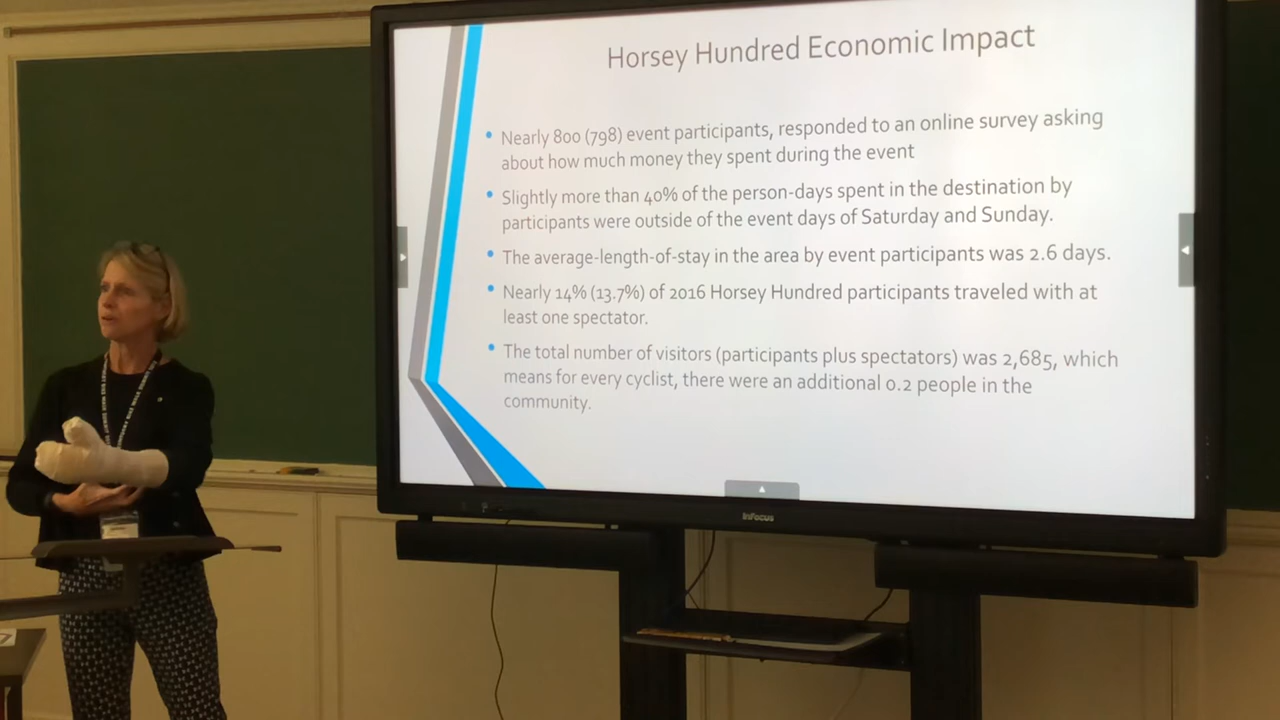 Horsey Hundred Economic Impact
Nearly 800 (798) event participants, responded to an online survey asking
about how much money they spent during the event
Slightly more than 40% of the person-days spent in the destination by
participants were outside of the event days of Saturday and Sunday.
The average-length-of-stay in the area by event participants was 2.6 days.
Nearly 14% (13.7%) of 2016 Horsey Hundred participants traveled with at
least one spectator.
The total number of visitors (participants plus spectators) was 2,685, which
means for every cyclist, there were an additional 0.2 people in the
community.
InFocus